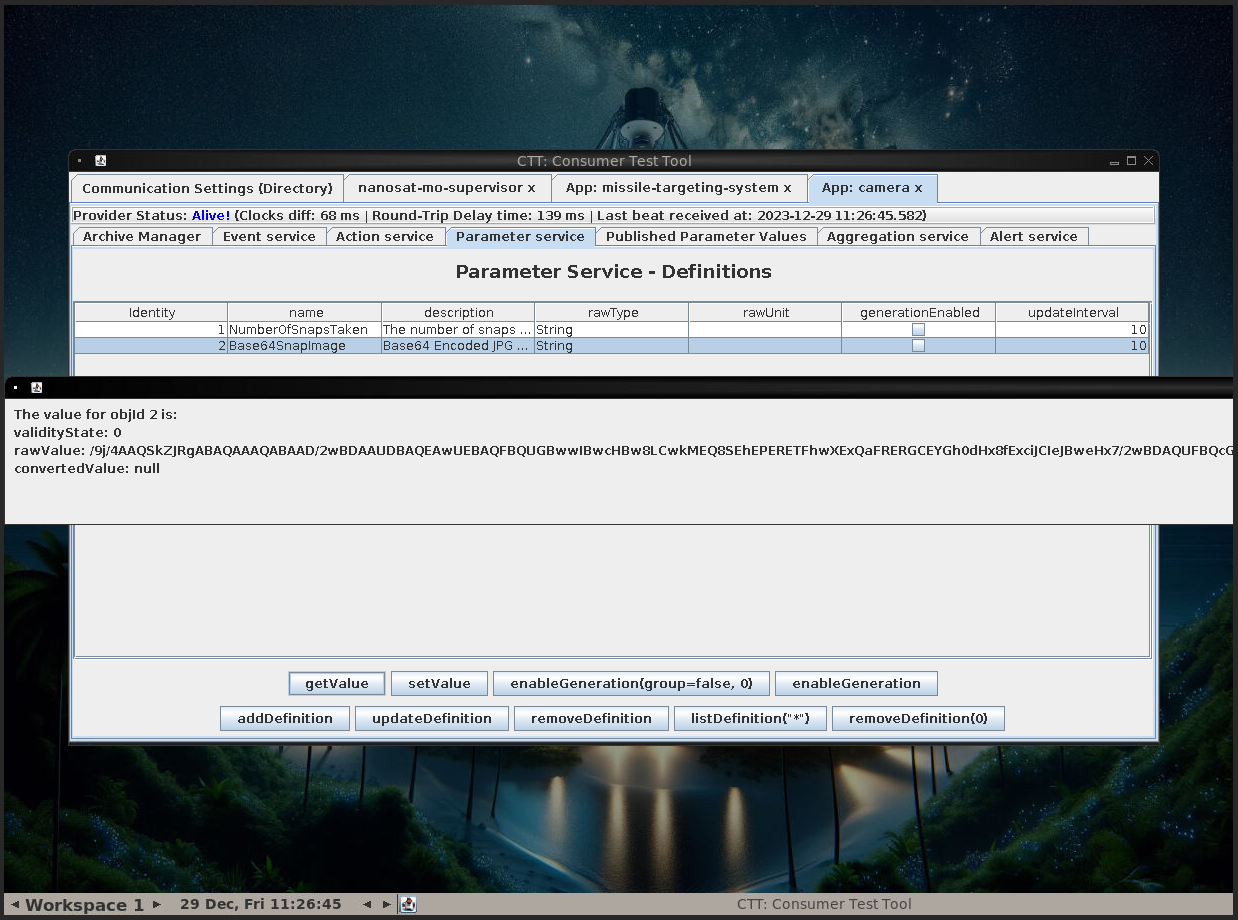 CTT: Consumer Test Tool
Communication Settings (Directory) nanosat-mo-supervisor x App: missile-targeting-system x App: camera x
Provider Status: Alive! (Clocks diff: 68 ms | Round-Trip Delay time: 139 ms | Last beat received at: 2023-12-29 11:26:45.582)
Archive Manager Event service Action service Parameter service Published Parameter Values Aggregation service Alert service
Parameter Service - Definitions
Identity name description rawType rawUnit generationEnabled updateInterval
1 NumberOfSnapsTaken The number of snaps ... String 10
2 Base64SnapImage Base64 Encoded JPG ... String 10
The value for objId 2 is:
validityState: 0
rawValue: /9j/4AAQSkZJRgABAQAAAQABAAD/2wBDAAUDBAQEAwUEBAQFBQUGBwwIBwcHBw8LCwkMEQ8SEhEPERETFhwXExQaFRERGCEYGh0dHx8fExciJCIeJBweHx7/2wBDAQUFBQcG
convertedValue: null
getValue setValue enableGeneration(group=false, 0) enableGeneration
addDefinition updateDefinition removeDefinition listDefinition("*") removeDefinition(0)
Workspace 1 29 Dec, Fri 11:26:45 CTT: Consumer Test Tool